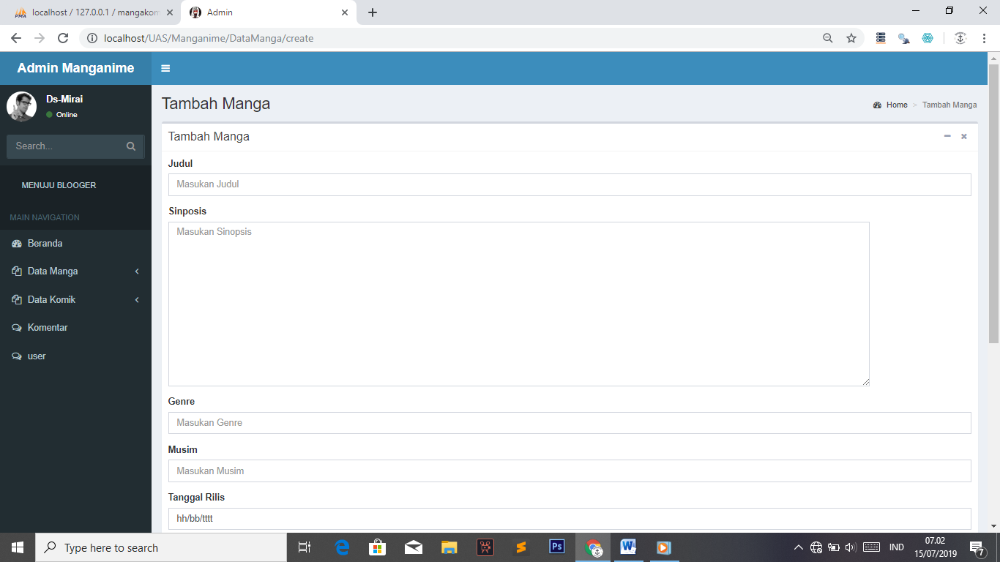 localhost / 127.0.0.1 / mangakom
Admin
localhost/UAS/Manganime/DataManga/create
Admin Manganime
Ds-Mirai
Online
Search...
MENUJU BLOOGER
MAIN NAVIGATION
Beranda
Data Manga
Data Komik
Komentar
user
Tambah Manga
Home > Tambah Manga
Tambah Manga
Judul
Masukan Judul
Sinposis
Masukan Sinopsis
Genre
Masukan Genre
Musim
Masukan Musim
Tanggal Rilis
hh/bb/tttt
Type here to search
IND
07.02
15/07/2019
7